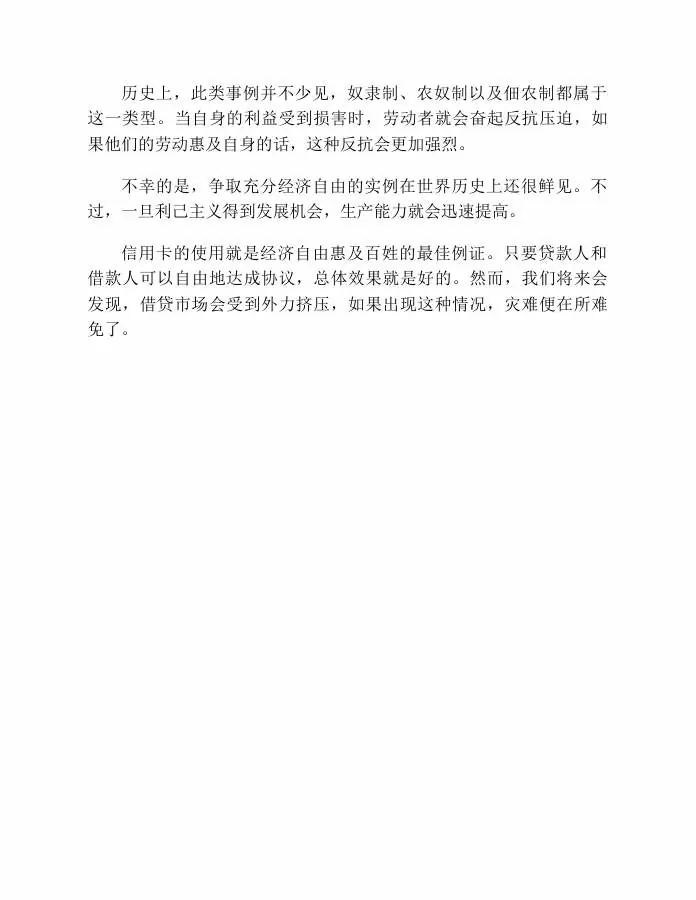 历史上，此类事例并不少见，奴隶制、农奴制以及佃农制都属于
这一类型。当自身的利益受到损害时，劳动者就会奋起反抗压迫，如
果他们的劳动惠及自身的话，这种反抗会更加强烈。
不幸的是，争取充分经济自由的实例在世界历史上还很鲜见。不
过，一旦利己主义得到发展机会，生产能力就会迅速提高。
信用卡的使用就是经济自由惠及百姓的最佳例证。只要贷款人和
借款人可以自由地达成协议，总体效果就是好的。然而，我们将来会
发现，借贷市场会受到外力挤压，如果出现这种情况，灾难便在所难
免了。